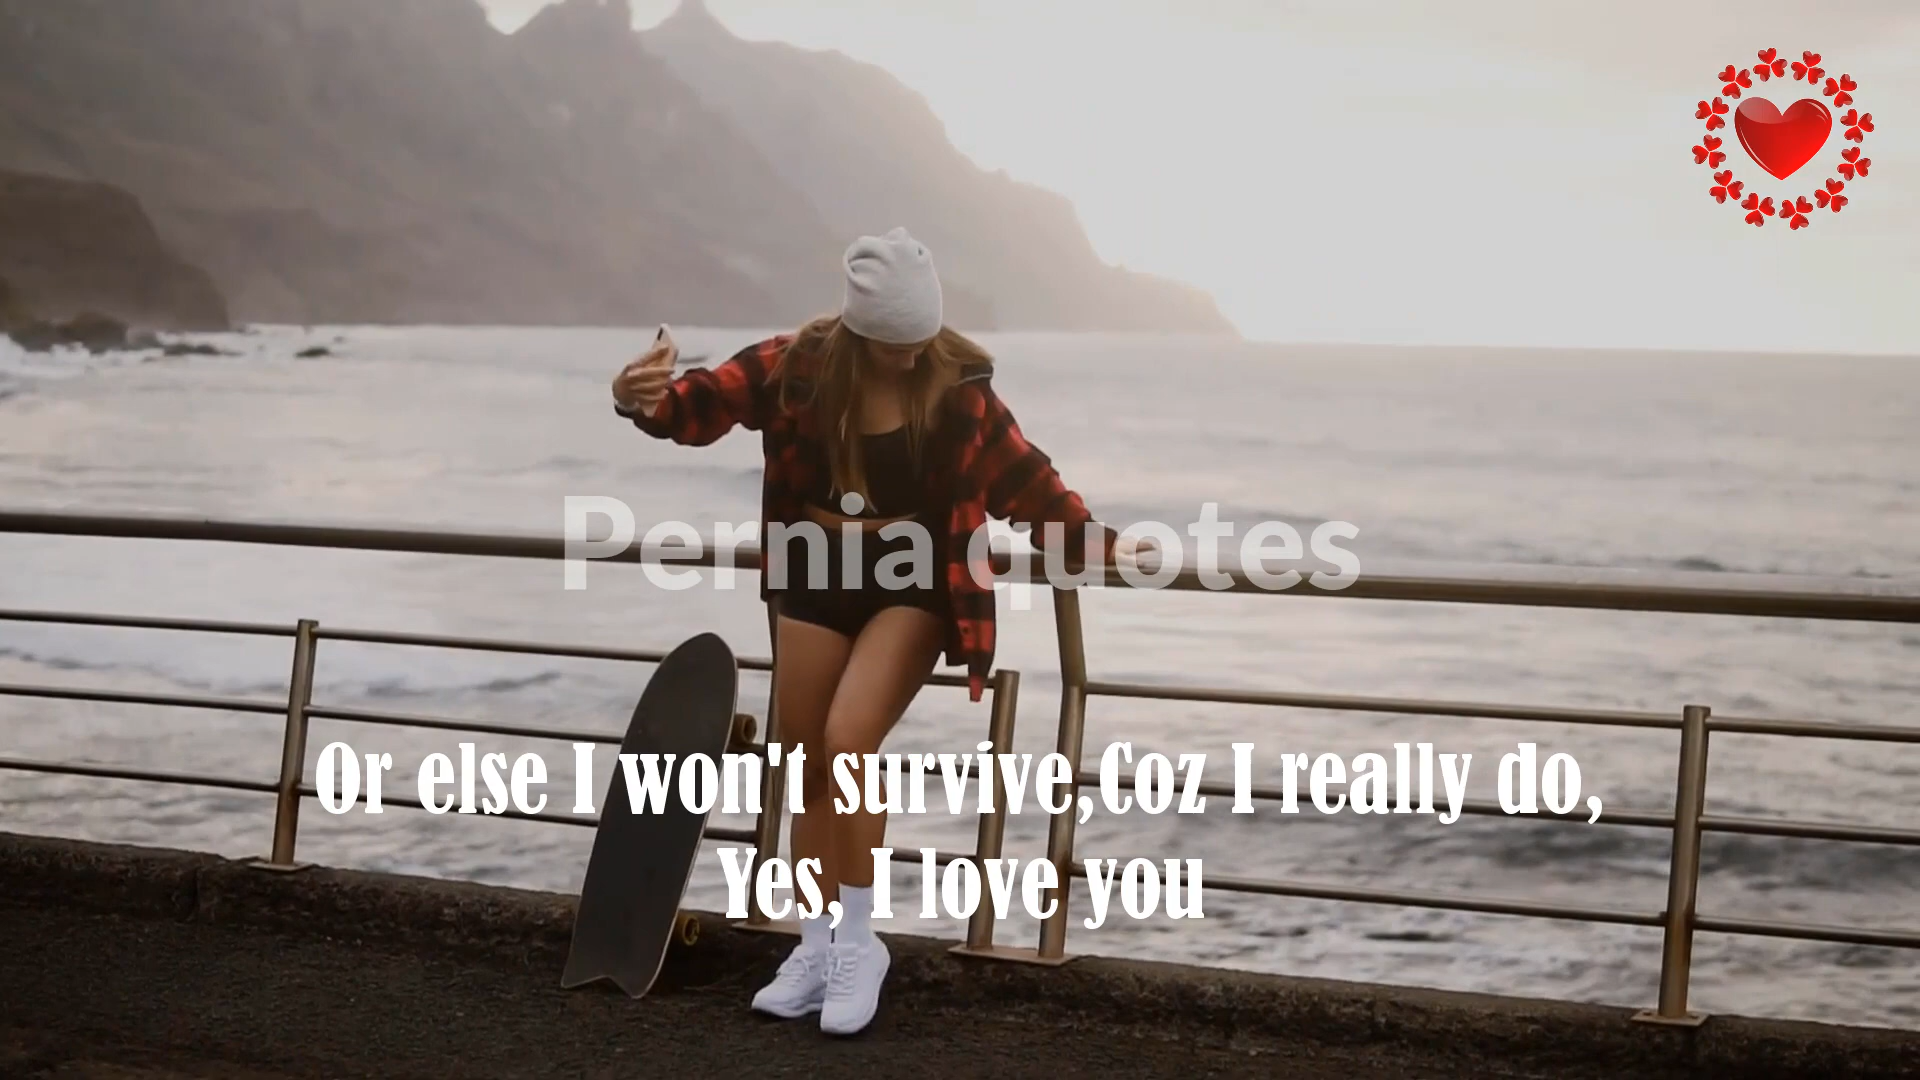 Pernia quotes
Or else I won't survive,Coz I really do,
Yes, I love you